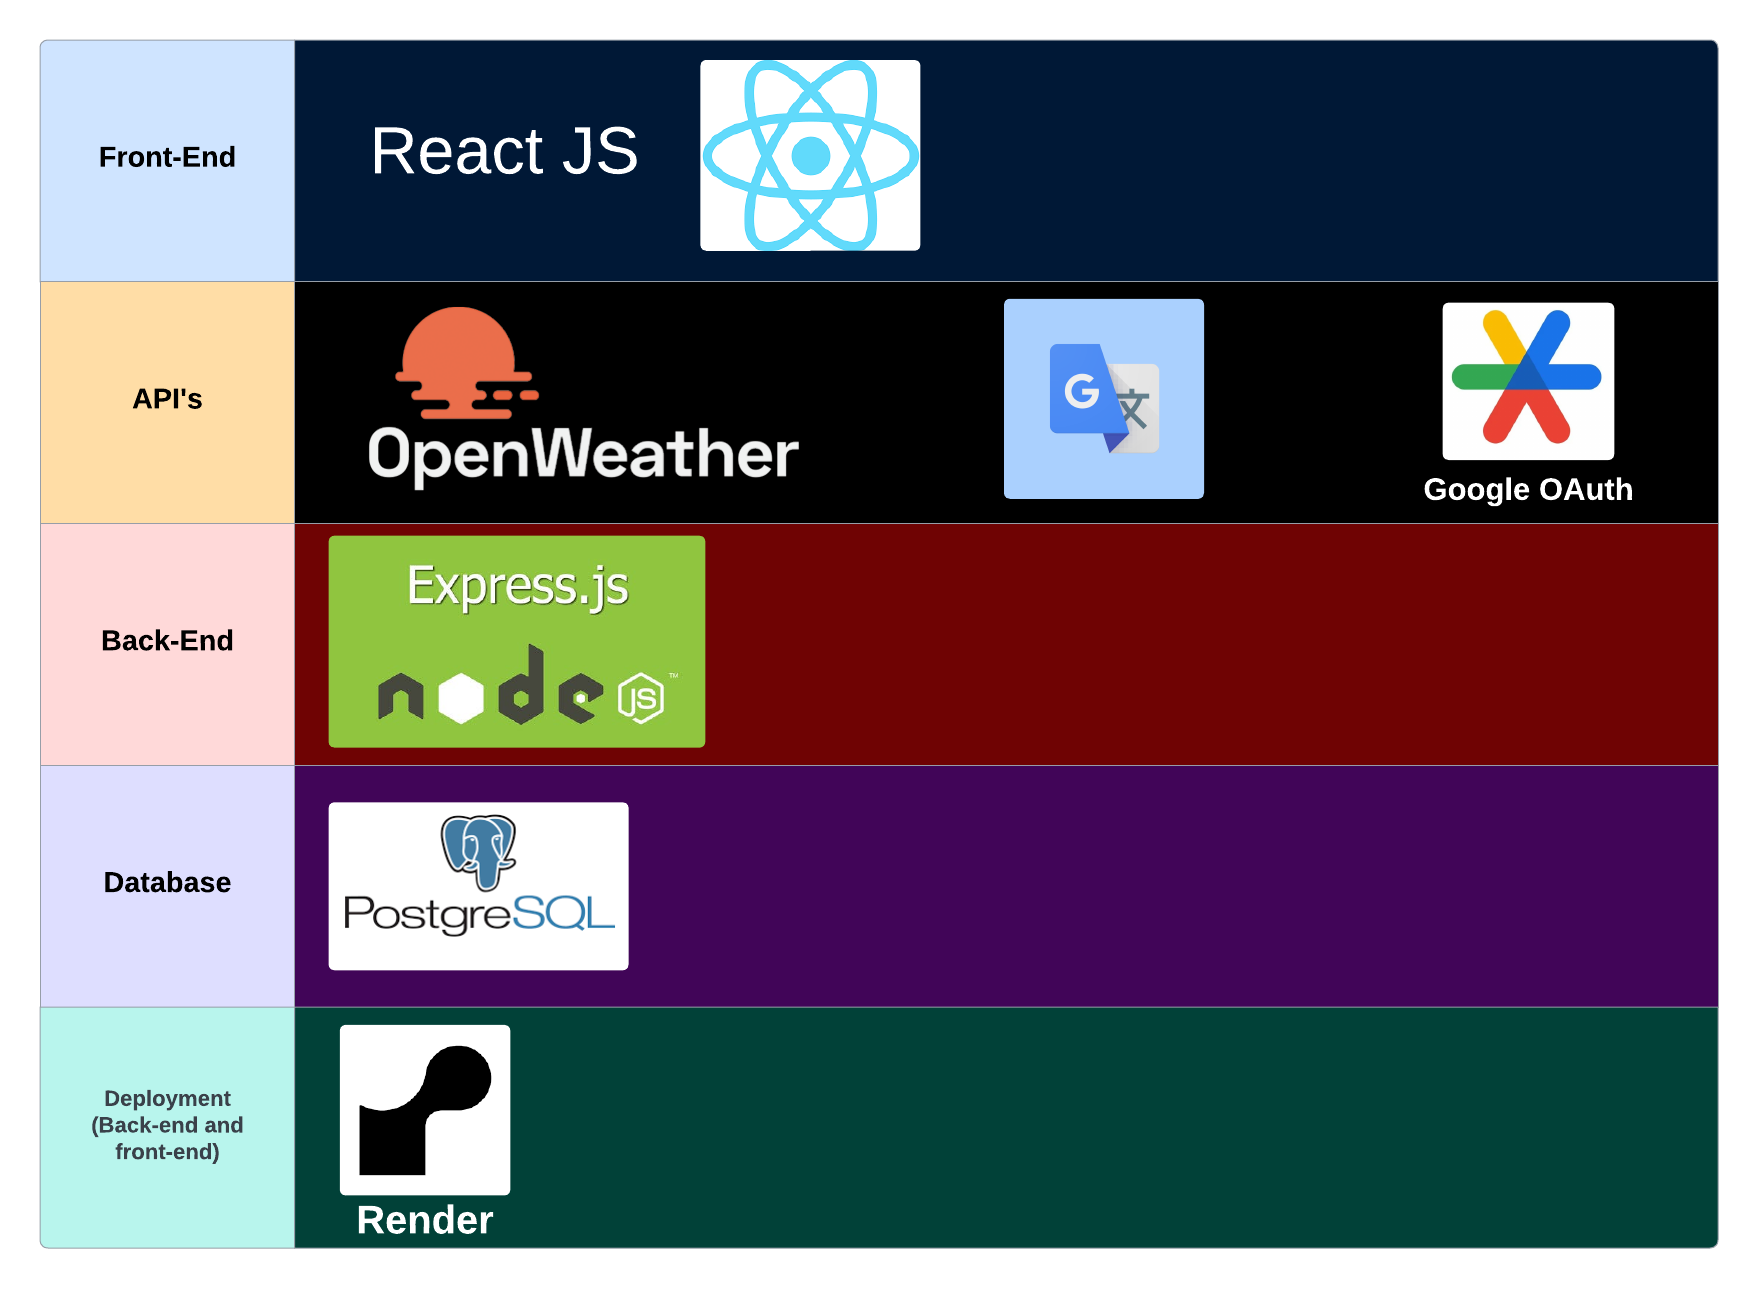 Front-End
React JS
API's
OpenWeather
G 文
Google OAuth
Back-End
Express.js
node JS ™
Database
PostgreSQL
Deployment
(Back-end and
front-end)
Render